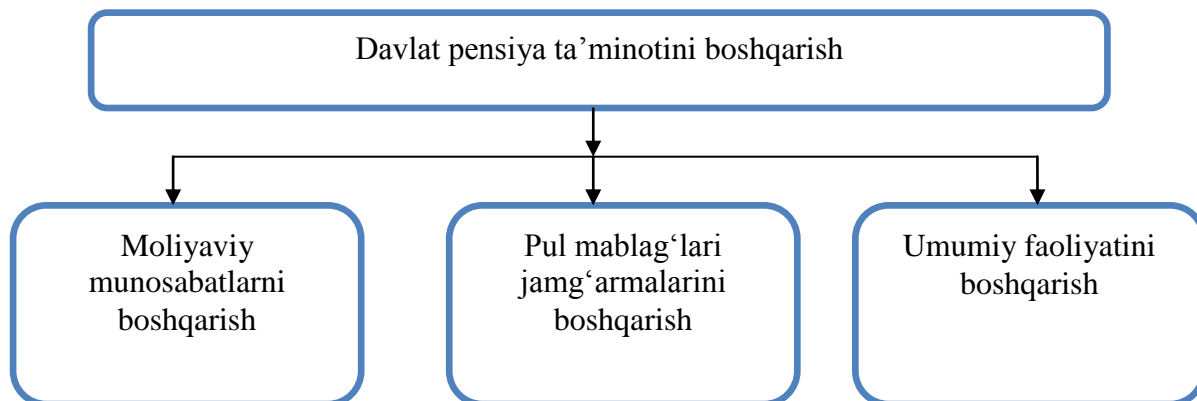 Davlat pensiya ta’minotini boshqarish
Moliyaviy
munosabatlarni
boshqarish
Pul mablag‘lari
jamg‘armalarini
boshqarish
Umumiy faoliyatini
boshqarish